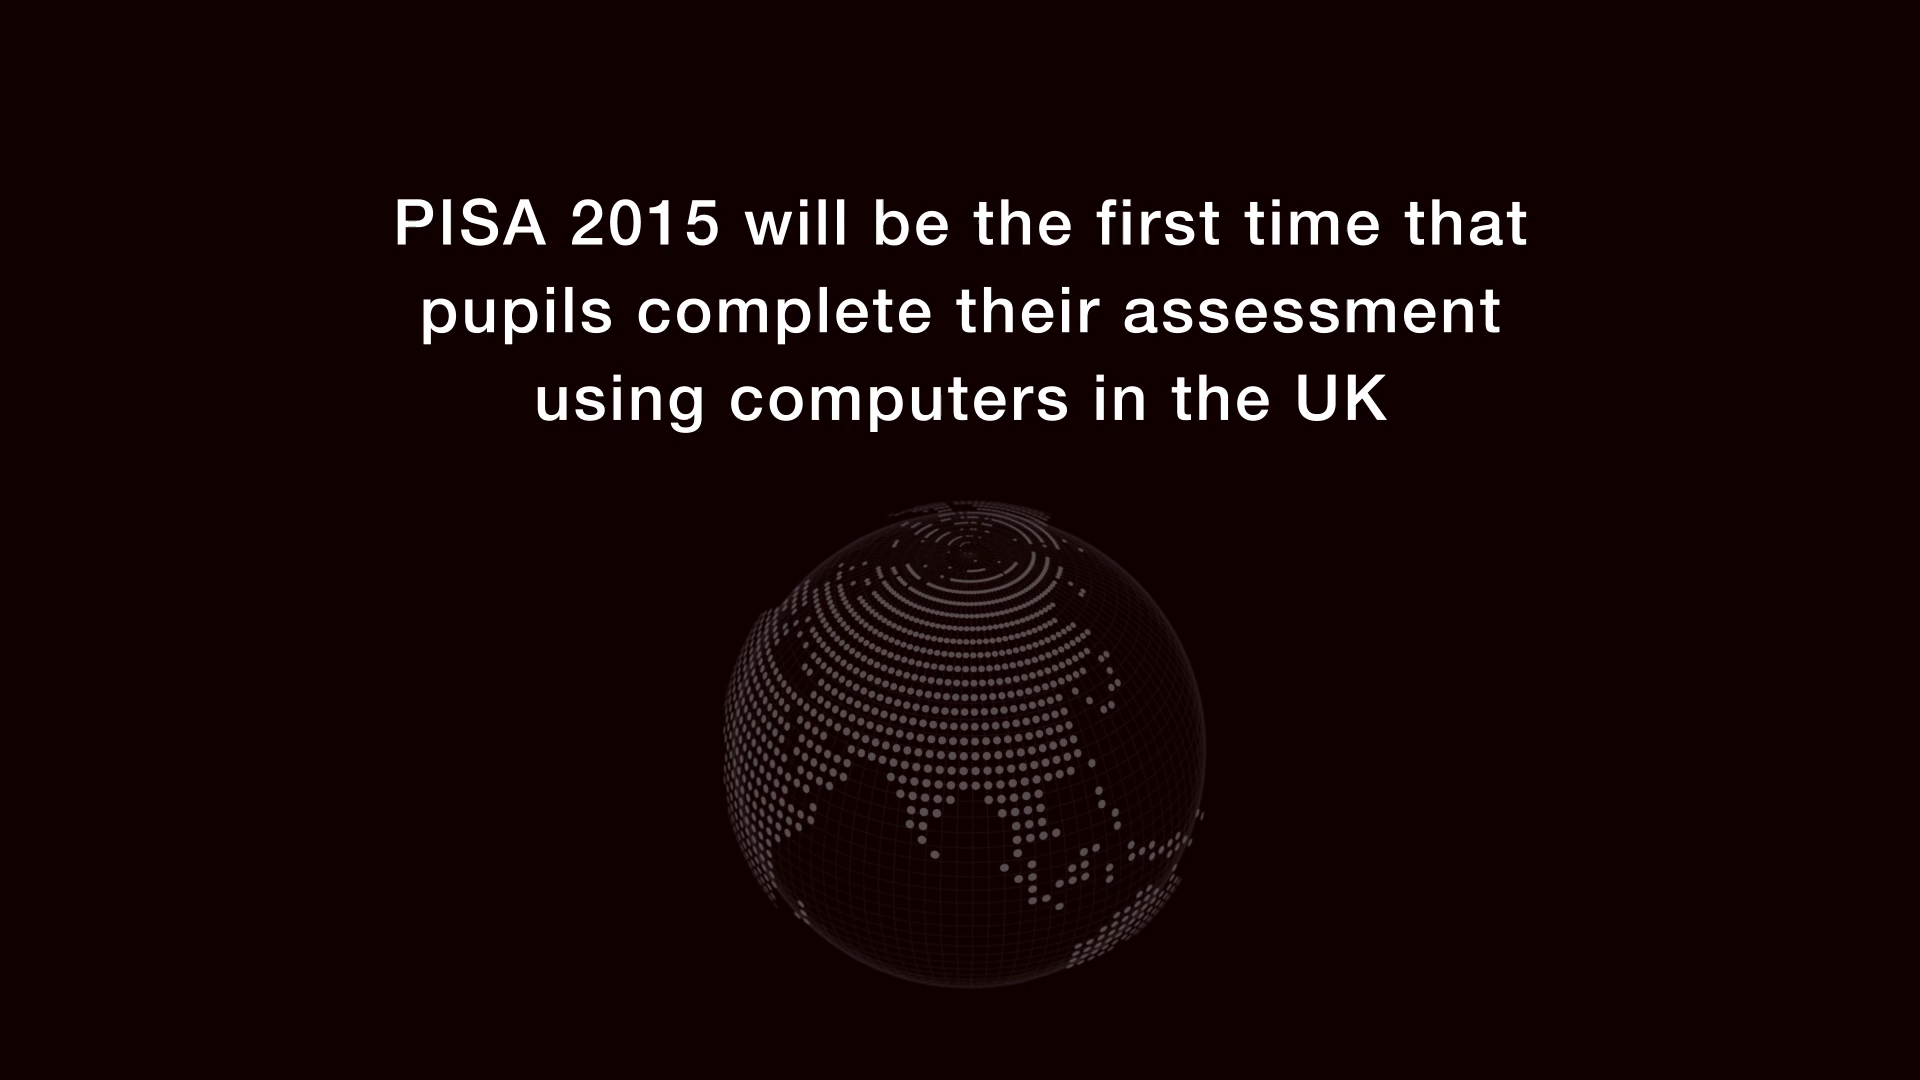 PISA 2015 will be the first time that
pupils complete their assessment
using computers in the UK